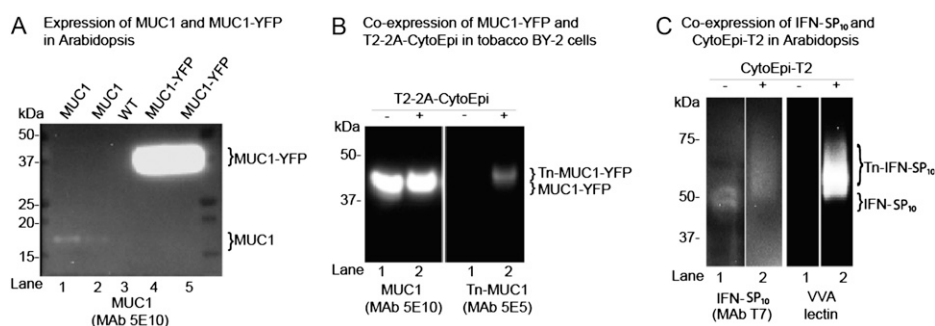 A Expression of MUC1 and MUC1-YFP
in Arabidopsis
MUC1 MUC1 WT MUC1-YFP MUC1-YFP
kDa
50-
37-
25-
20-
15-
}MUC1-YFP
}MUC1
Lane 1 2 3 4 5
MUC1
(MAb 5E10)
B Co-expression of MUC1-YFP and
T2-2A-CytoEpi in tobacco BY-2 cells
T2-2A-CytoEpi
- + - +
kDa
50-
37-
}Tn-MUC1-YFP
}MUC1-YFP
Lane 1 2 1 2
MUC1 Tn-MUC1
(MAb 5E10) (MAb 5E5)
C Co-expression of IFN-SP₁₀ and
CytoEpi-T2 in Arabidopsis
CytoEpi-T2
- + - +
kDa
75-
50-
37-
}Tn-IFN-SP₁₀
}IFN-SP₁₀
Lane 1 2 1 2
IFN-SP₁₀ VVA
(MAb T7) lectin